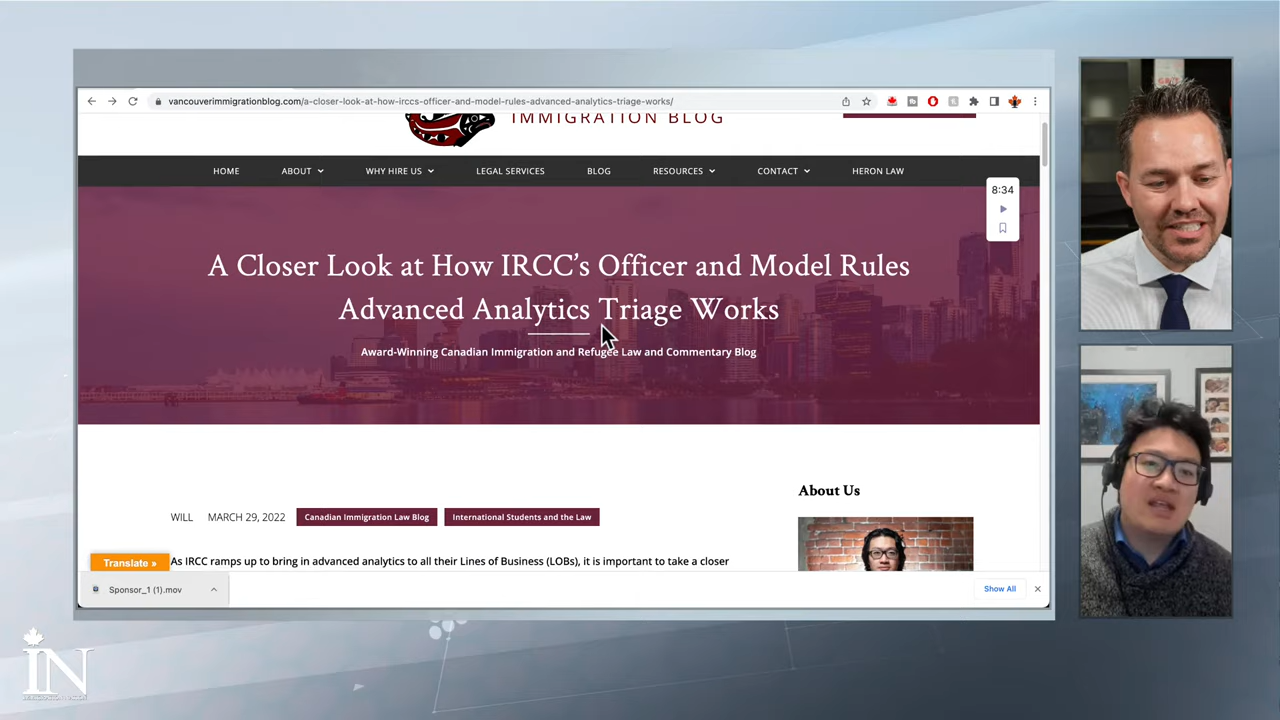 vancouverimmigrationblog.com/a-closer-look-at-how-irccs-officer-and-model-rules-advanced-analytics-triage-works/
IMMIGRATION BLOG
HOME ABOUT WHY HIRE US LEGAL SERVICES BLOG RESOURCES CONTACT HERON LAW
8:34
A Closer Look at How IRCC's Officer and Model Rules
Advanced Analytics Triage Works
Award-Winning Canadian Immigration and Refugee Law and Commentary Blog
About Us
WILL MARCH 29, 2022 Canadian Immigration Law Blog International Students and the Law
Translate »
As IRCC ramps up to bring in advanced analytics to all their Lines of Business (LOBs), it is important to take a closer
Sponsor_1 (1).mov
Show All
IN